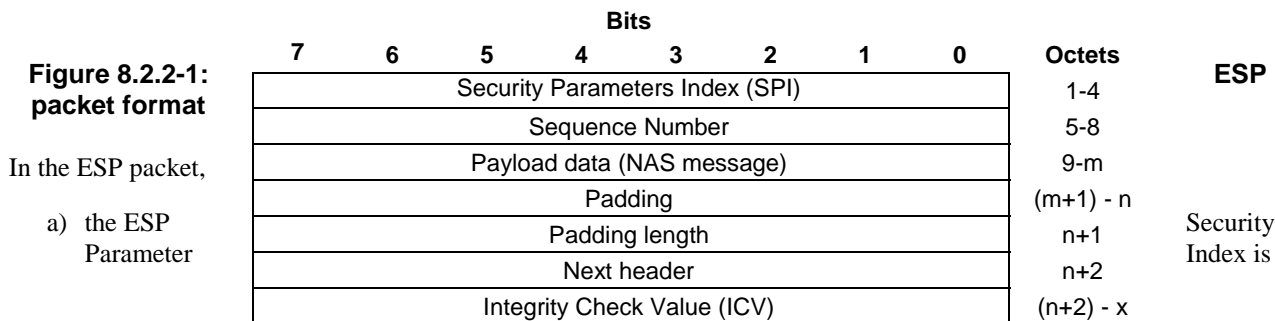 Bits
7 6 5 4 3 2 1 0 Octets
Figure 8.2.2-1: ESP
packet format
Security Parameters Index (SPI) 1-4
Sequence Number 5-8
Payload data (NAS message) 9-m
Padding (m+1) - n
Padding length n+1
Next header n+2
Integrity Check Value (ICV) (n+2) - x
In the ESP packet,
a) the ESP Security
Parameter Index is